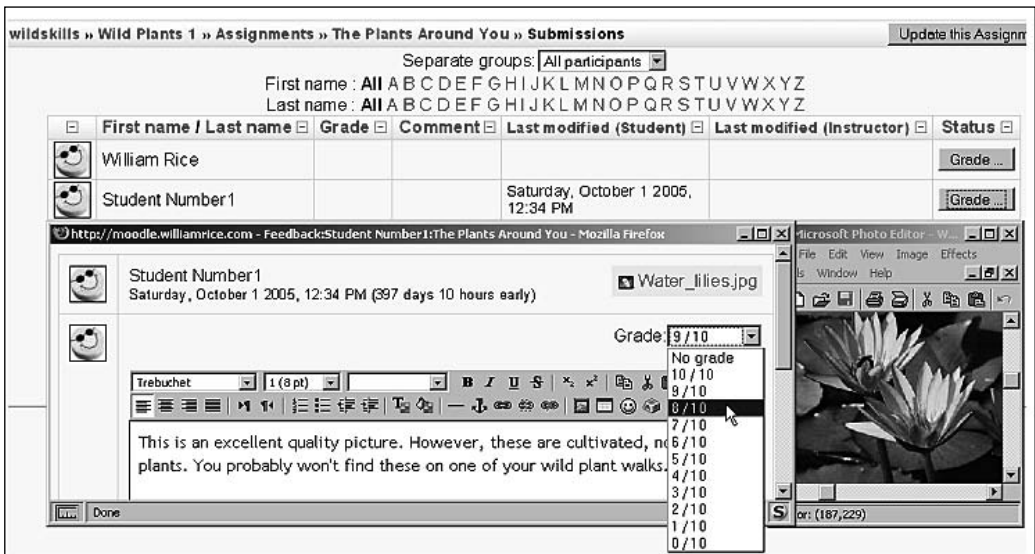 wildskills » Wild Plants 1 » Assignments » The Plants Around You » Submissions Update this Assignm
Separate groups: All participants
First name : All A B C D E F G H I J K L M N O P Q R S T U V W X Y Z
Last name : All A B C D E F G H I J K L M N O P Q R S T U V W X Y Z
First name / Last name Grade Comment Last modified (Student) Last modified (Instructor) Status
William Rice Grade ...
Student Number1 Saturday, October 1 2005, 12:34 PM Grade ...
http://moodle.williamrice.com - Feedback:Student Number1:The Plants Around You - Mozilla Firefox
Student Number1 Water_lilies.jpg
Saturday, October 1 2005, 12:34 PM (397 days 10 hours early)
Grade: 9 / 10
No grade
10 / 10
9 / 10
8 / 10
7 / 10
6 / 10
5 / 10
4 / 10
3 / 10
2 / 10
1 / 10
0 / 10
Trebuchet 1 (8 pt) B I U S x₂ x²
This is an excellent quality picture. However, these are cultivated,
plants. You probably won't find these on one of your wild plant walks.
Done S
Microsoft Photo Editor - W...
File Edit View Image Effects
Window Help
or: (187,229)